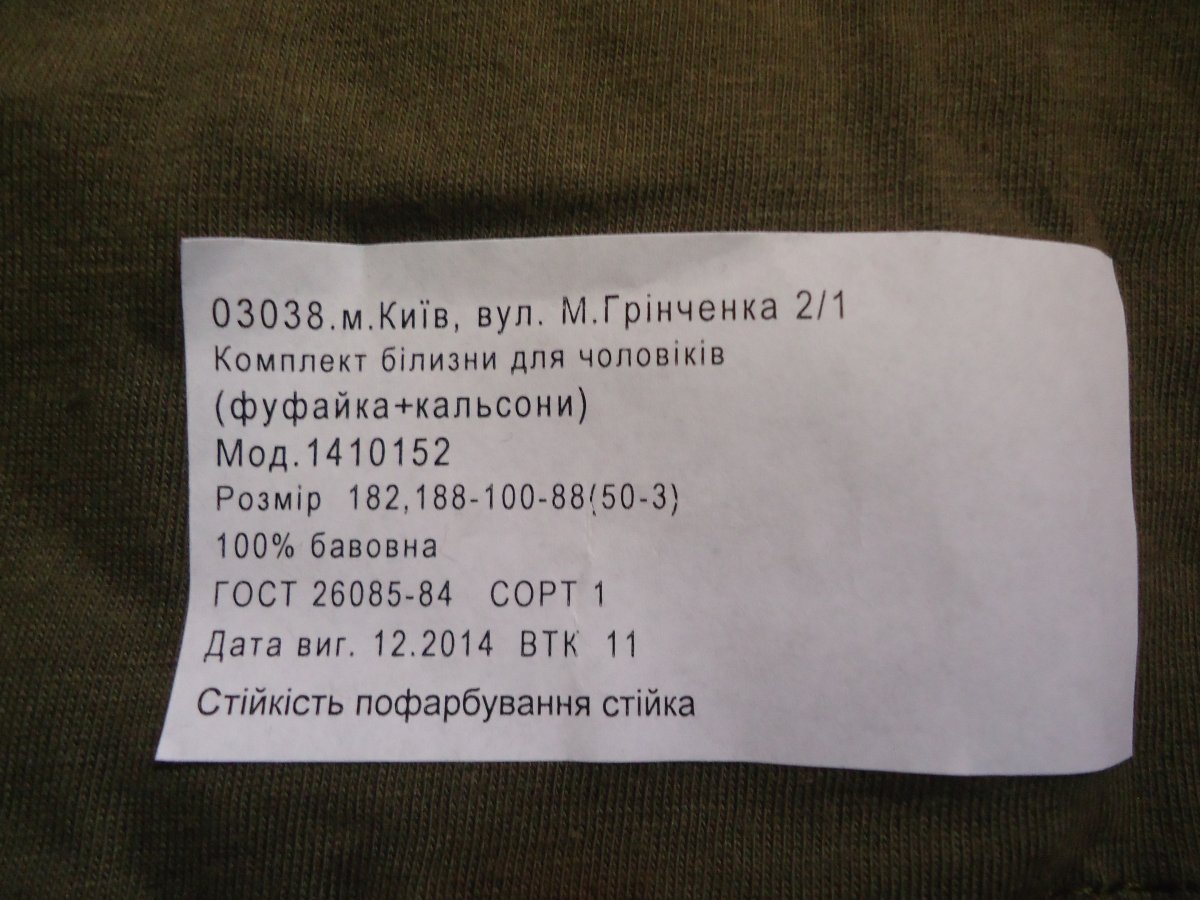 03038.м.Київ, вул. М.Грінченка 2/1
Комплект білизни для чоловіків
(фуфайка+кальсони)
Мод.1410152
Розмір 182,188-100-88(50-3)
100% бавовна
ГОСТ 26085-84 СОРТ 1
Дата виг. 12.2014 ВТК 11
Стійкість пофарбування стійка